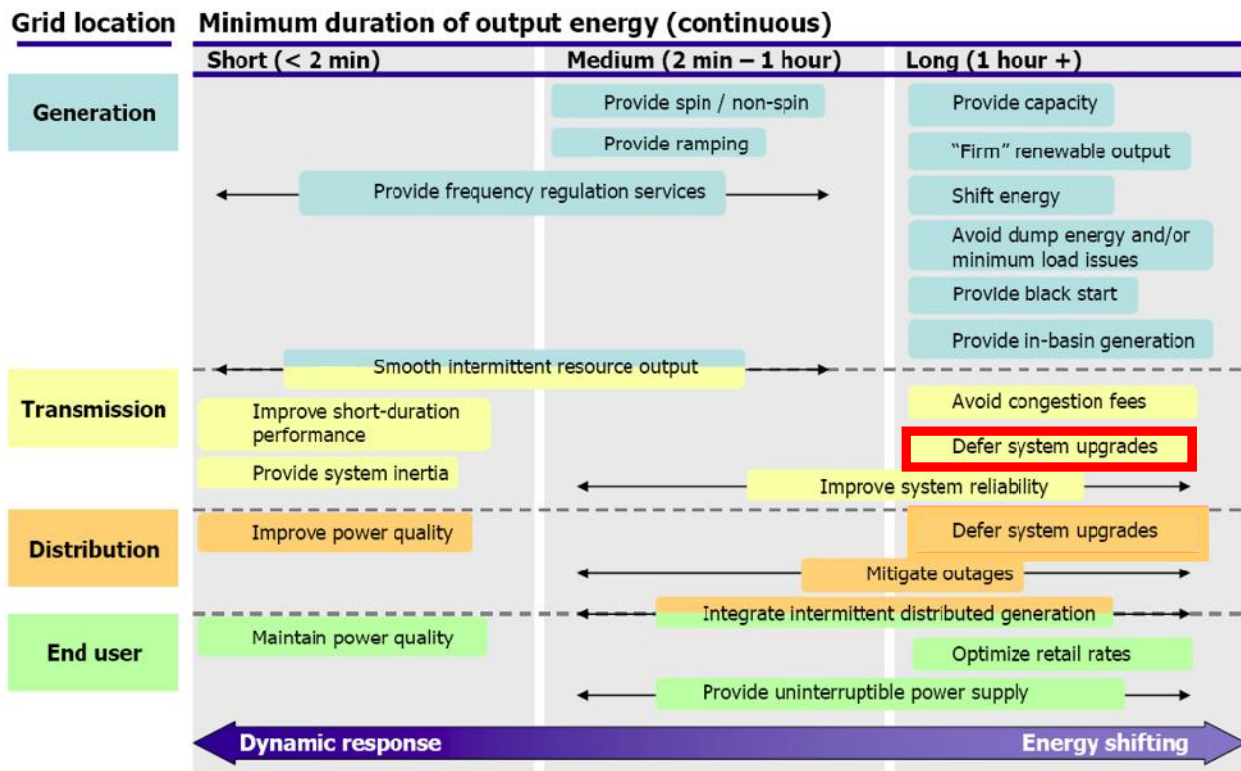 Grid location
Minimum duration of output energy (continuous)
Short (< 2 min)
Medium (2 min – 1 hour)
Long (1 hour +)
Generation
Provide spin / non-spin
Provide capacity
Provide ramping
“Firm” renewable output
Provide frequency regulation services
Shift energy
Avoid dump energy and/or
minimum load issues
Provide black start
Provide in-basin generation
Smooth intermittent resource output
Transmission
Improve short-duration
performance
Avoid congestion fees
Defer system upgrades
Provide system inertia
Improve system reliability
Distribution
Improve power quality
Defer system upgrades
Mitigate outages
Integrate intermittent distributed generation
End user
Maintain power quality
Optimize retail rates
Provide uninterruptible power supply
Dynamic response
Energy shifting